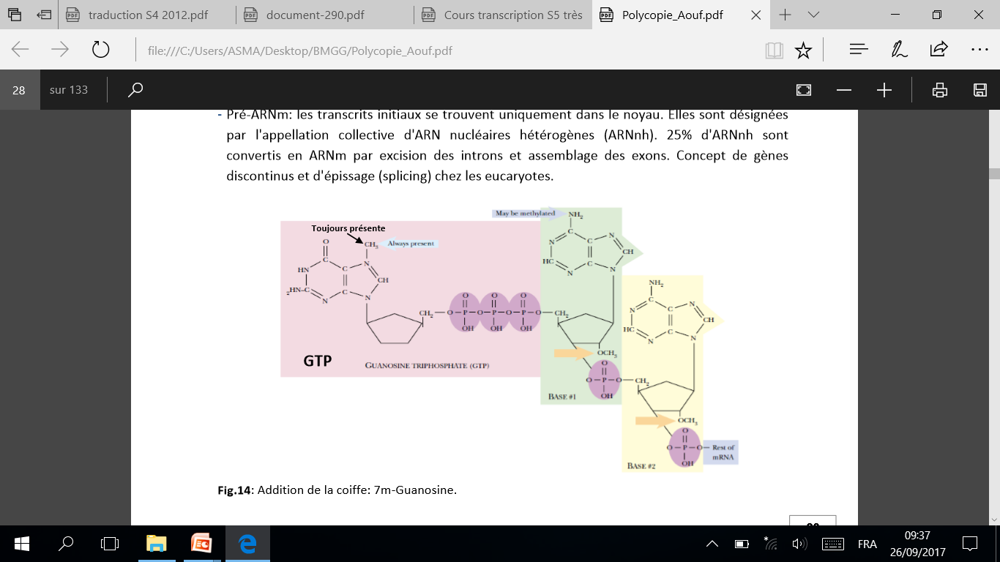 traduction S4 2012.pdf
document-290.pdf
Cours transcription S5 très
Polycopie_Aouf.pdf
file:///C:/Users/ASMA/Desktop/BMGG/Polycopie_Aouf.pdf
28 sur 133
- Pré-ARNm: les transcrits initiaux se trouvent uniquement dans le noyau. Elles sont désignées
par l'appellation collective d'ARN nucléaires hétérogènes (ARNnh). 25% d'ARNnh sont
convertis en ARNm par excision des introns et assemblage des exons. Concept de gènes
discontinus et d'épissage (splicing) chez les eucaryotes.
May be methylated
NH2
Toujours présente
CH3
Always present
O
C
N
HN
C
C
N
CH
2HN-C
N
C
N
CH2—O—P—O—P—O—P—O—CH2
O
O
O
OH
OH
OH
GTP
GUANOSINE TRIPHOSPHATE (GTP)
C
N
C
N
CH
HC
N
C
N
OCH3
O
O—P—O—CH2
OH
BASE #1
NH2
C
N
C
N
CH
HC
N
C
N
OCH3
O
O—P—O—
OH
Rest of
mRNA
BASE #2
Fig.14: Addition de la coiffe: 7m-Guanosine.
FRA
09:37
26/09/2017